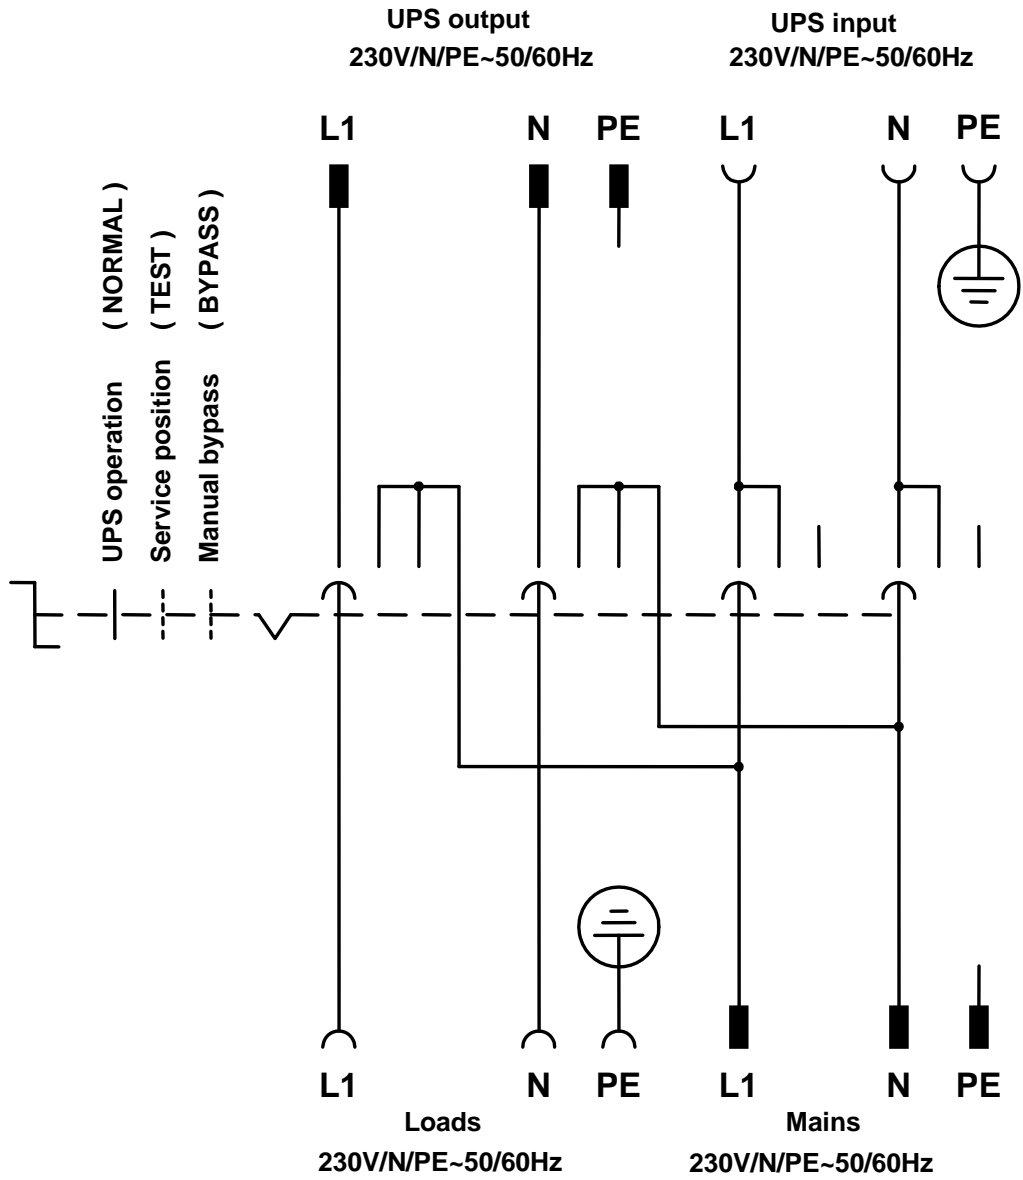 UPS output
230V/N/PE~50/60Hz
UPS input
230V/N/PE~50/60Hz
L1 N PE L1 N PE
UPS operation ( NORMAL )
Service position ( TEST )
Manual bypass ( BYPASS )
L1 N PE L1 N PE
Loads
230V/N/PE~50/60Hz
Mains
230V/N/PE~50/60Hz